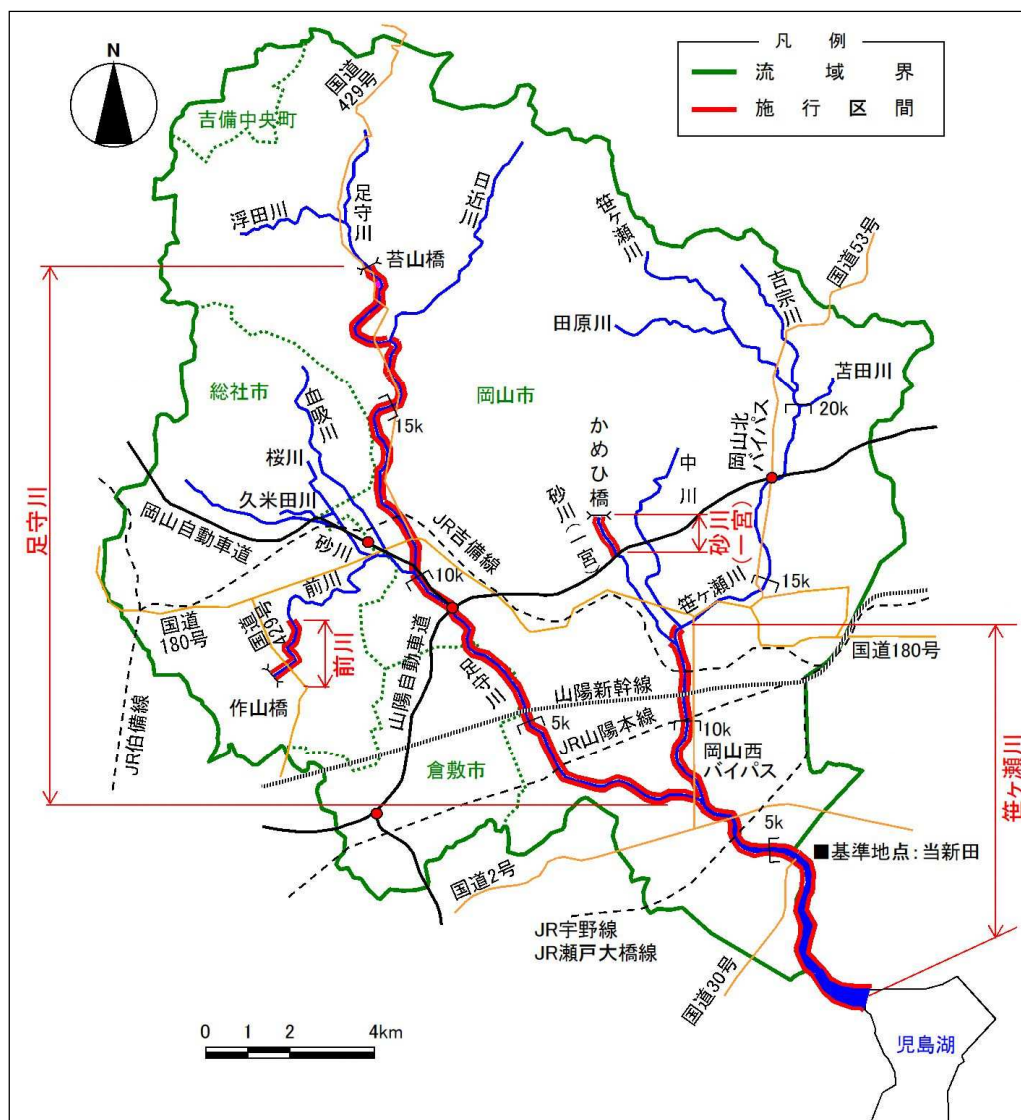 N
凡例
流域界
施行区間
国道429号
吉備中央町
足守川
日近川
浮田川
苔山橋
笹ヶ瀬川
吉宗川
国道53号
田原川
苫田川
20k
総社市
岡山市
15k
血吸川
桜川
久米田川
かめひ橋
中川
岡山北バイパス
足守川
岡山自動車道
砂川
JR吉備線
砂川(一宮)
砂川(一宮)
10k
前川
笹ヶ瀬川
15k
国道180号
国道429号
前川
作山橋
山陽自動車道
足守川
国道180号
JR伯備線
山陽新幹線
5k
JR山陽本線
10k
岡山西バイパス
倉敷市
笹ヶ瀬川
5k
■基準地点:当新田
国道2号
JR宇野線
JR瀬戸大橋線
国道30号
0 1 2 4km
児島湖